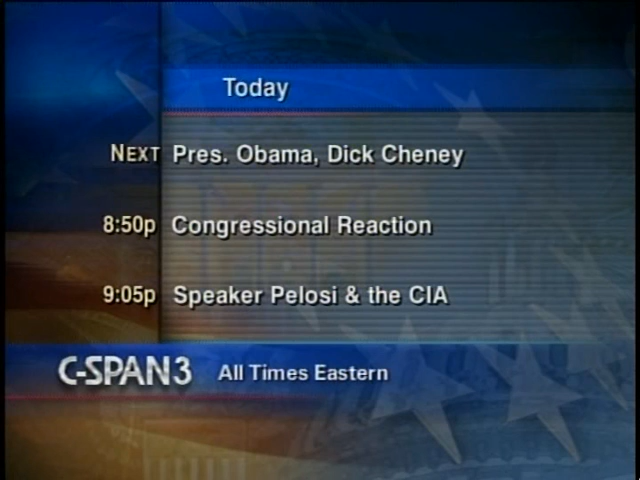 Today
NEXT Pres. Obama, Dick Cheney
8:50p Congressional Reaction
9:05p Speaker Pelosi & the CIA
C-SPAN3 All Times Eastern